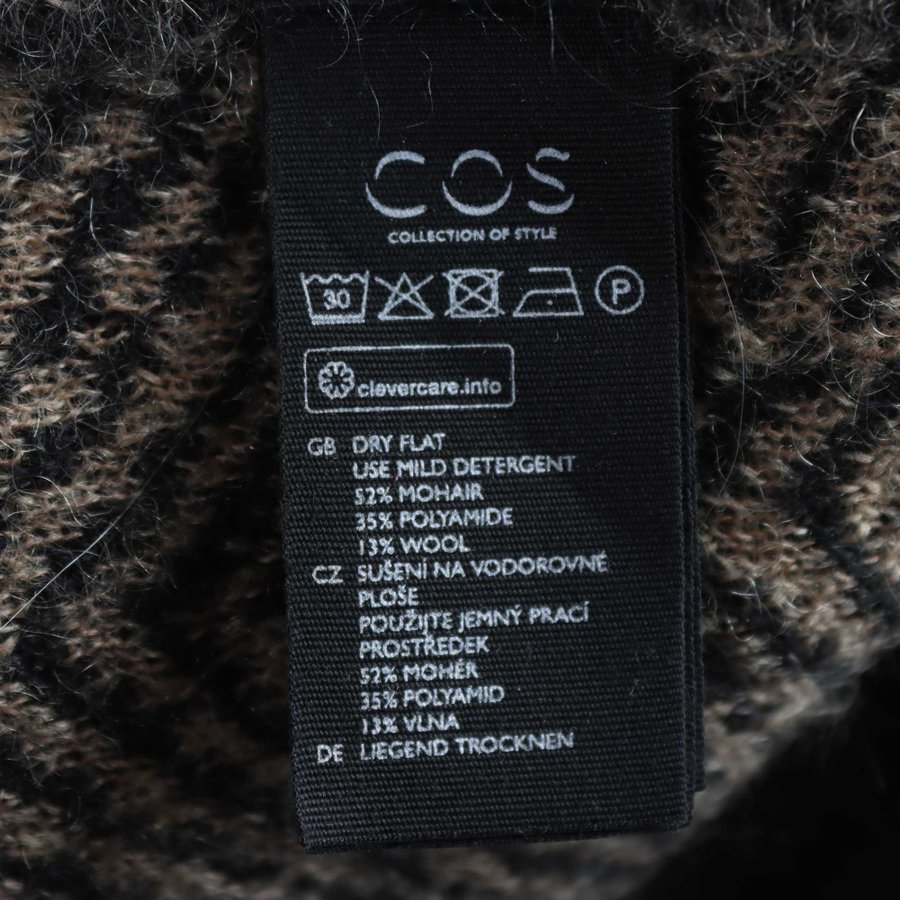 COS
COLLECTION OF STYLE
30 P
clevercare.info
GB DRY FLAT
USE MILD DETERGENT
52% MOHAIR
35% POLYAMIDE
13% WOOL
CZ SUŠENÍ NA VODOROVNÉ
PLOŠE
POUŽIJTE JEMNÝ PRACÍ
PROSTŘEDEK
52% MOHÉR
35% POLYAMID
13% VLNA
DE LIEGEND TROCKNEN